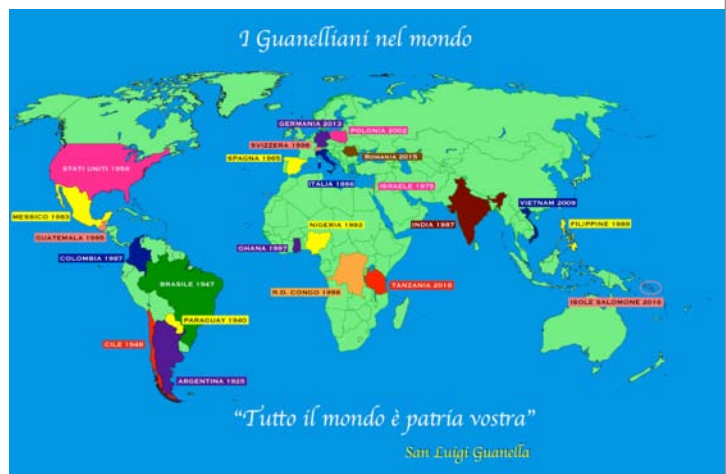 I Guanelliani nel mondo
GERMANIA 2013
POLONIA 2002
SVIZZERA 1898
ROMANIA 2015
SPAGNA 1965
STATI UNITI 1959
ITALIA 1886
ISRAELE 1975
MESSICO 1983
VIETNAM 2009
NIGERIA 1992
INDIA 1987
FILIPPINE 1989
GUATEMALA 1995
GHANA 1997
COLOMBIA 1987
BRASILE 1947
R.D. CONGO 1998
TANZANIA 2016
ISOLE SALOMONE 2016
PARAGUAY 1940
CILE 1948
ARGENTINA 1925
“Tutto il mondo è patria vostra”
San Luigi Guanella